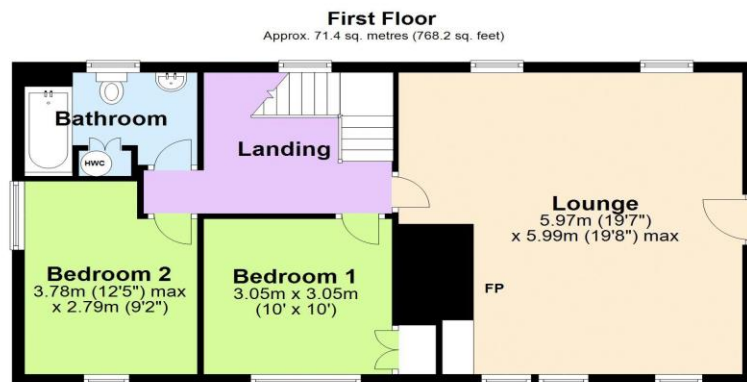 First Floor
Approx. 71.4 sq. metres (768.2 sq. feet)
Bathroom
HWC
Landing
Lounge
5.97m (19'7")
x 5.99m (19'8") max
Bedroom 2
3.78m (12'5") max
x 2.79m (9'2")
Bedroom 1
3.05m x 3.05m
(10' x 10')
FP